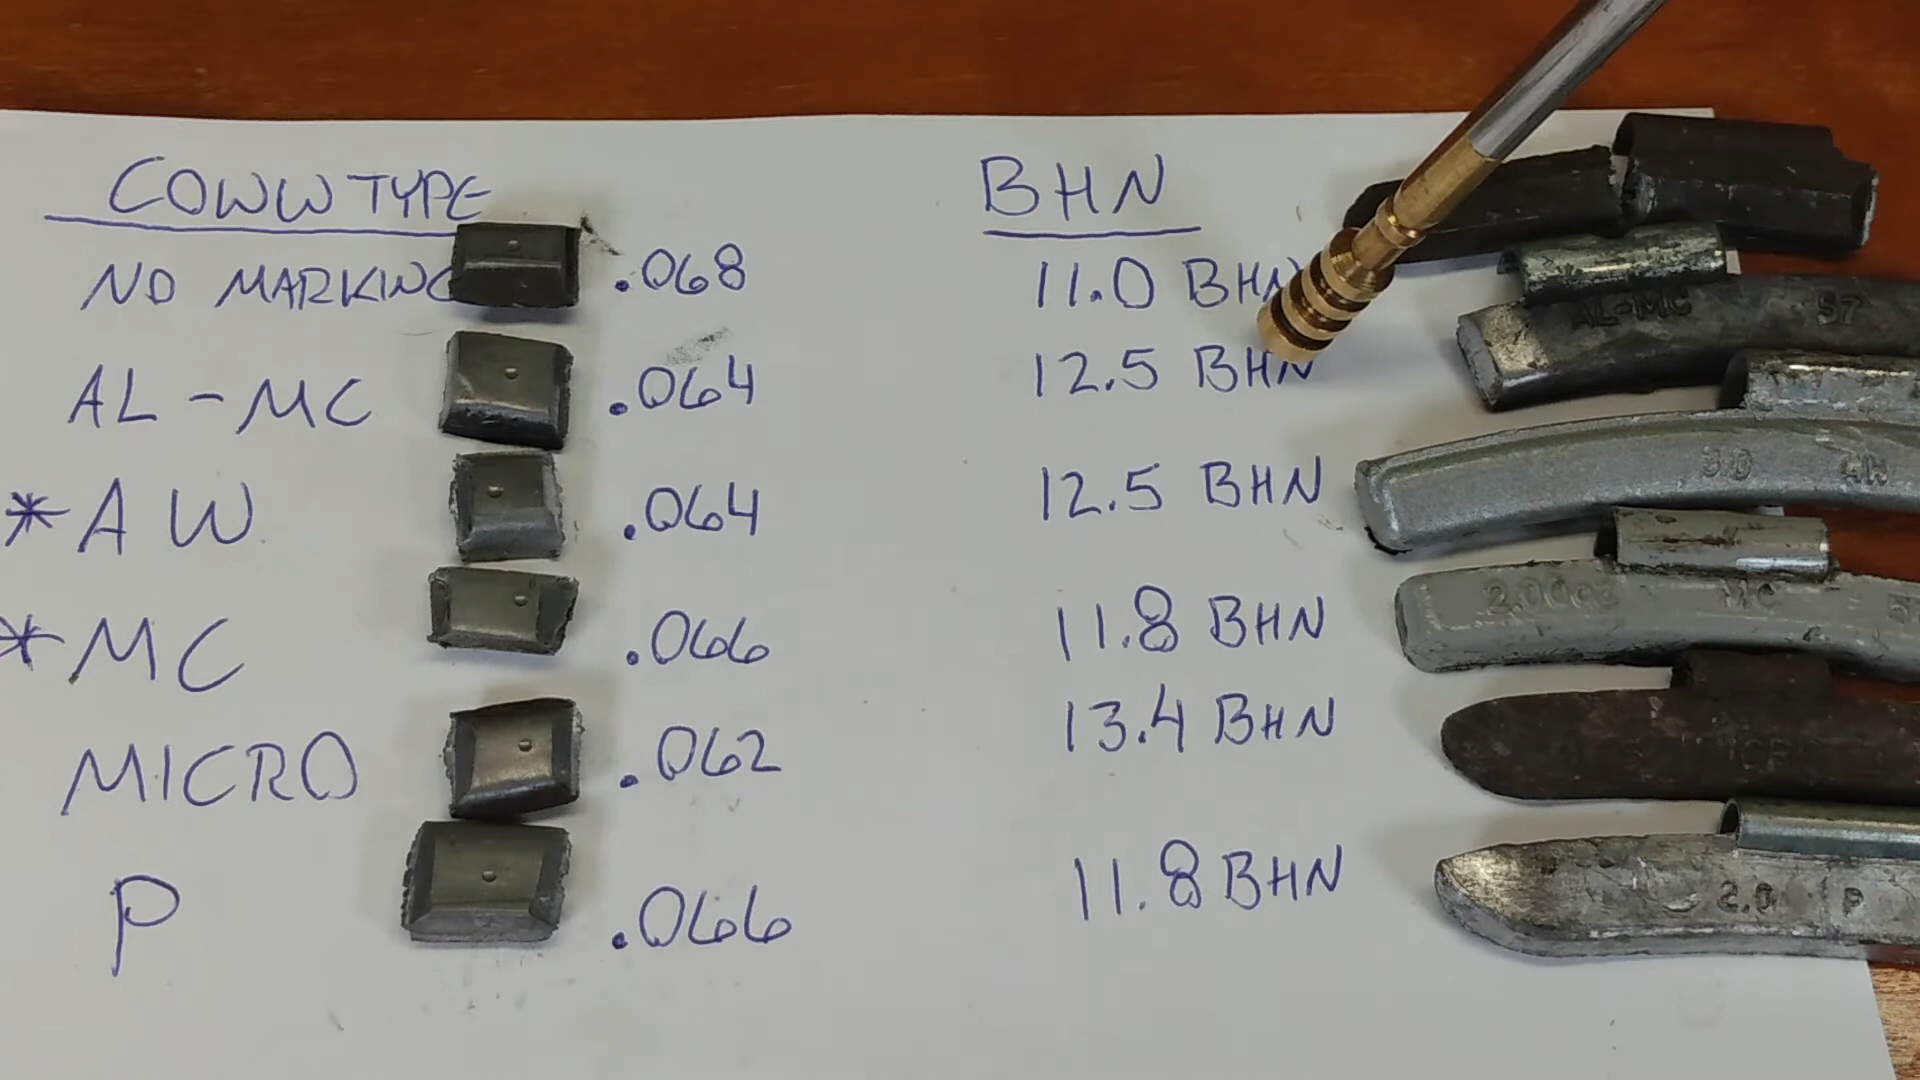 COWW TYPE BHN
NO MARKING .068 11.0 BHN
AL-MC .064 12.5 BHN
AL-MC 57
*AW .064 12.5 BHN
3.0
*MC .066 11.8 BHN
2.00oz MC
MICRO .062 13.4 BHN
P .066 11.8 BHN
2.0 P